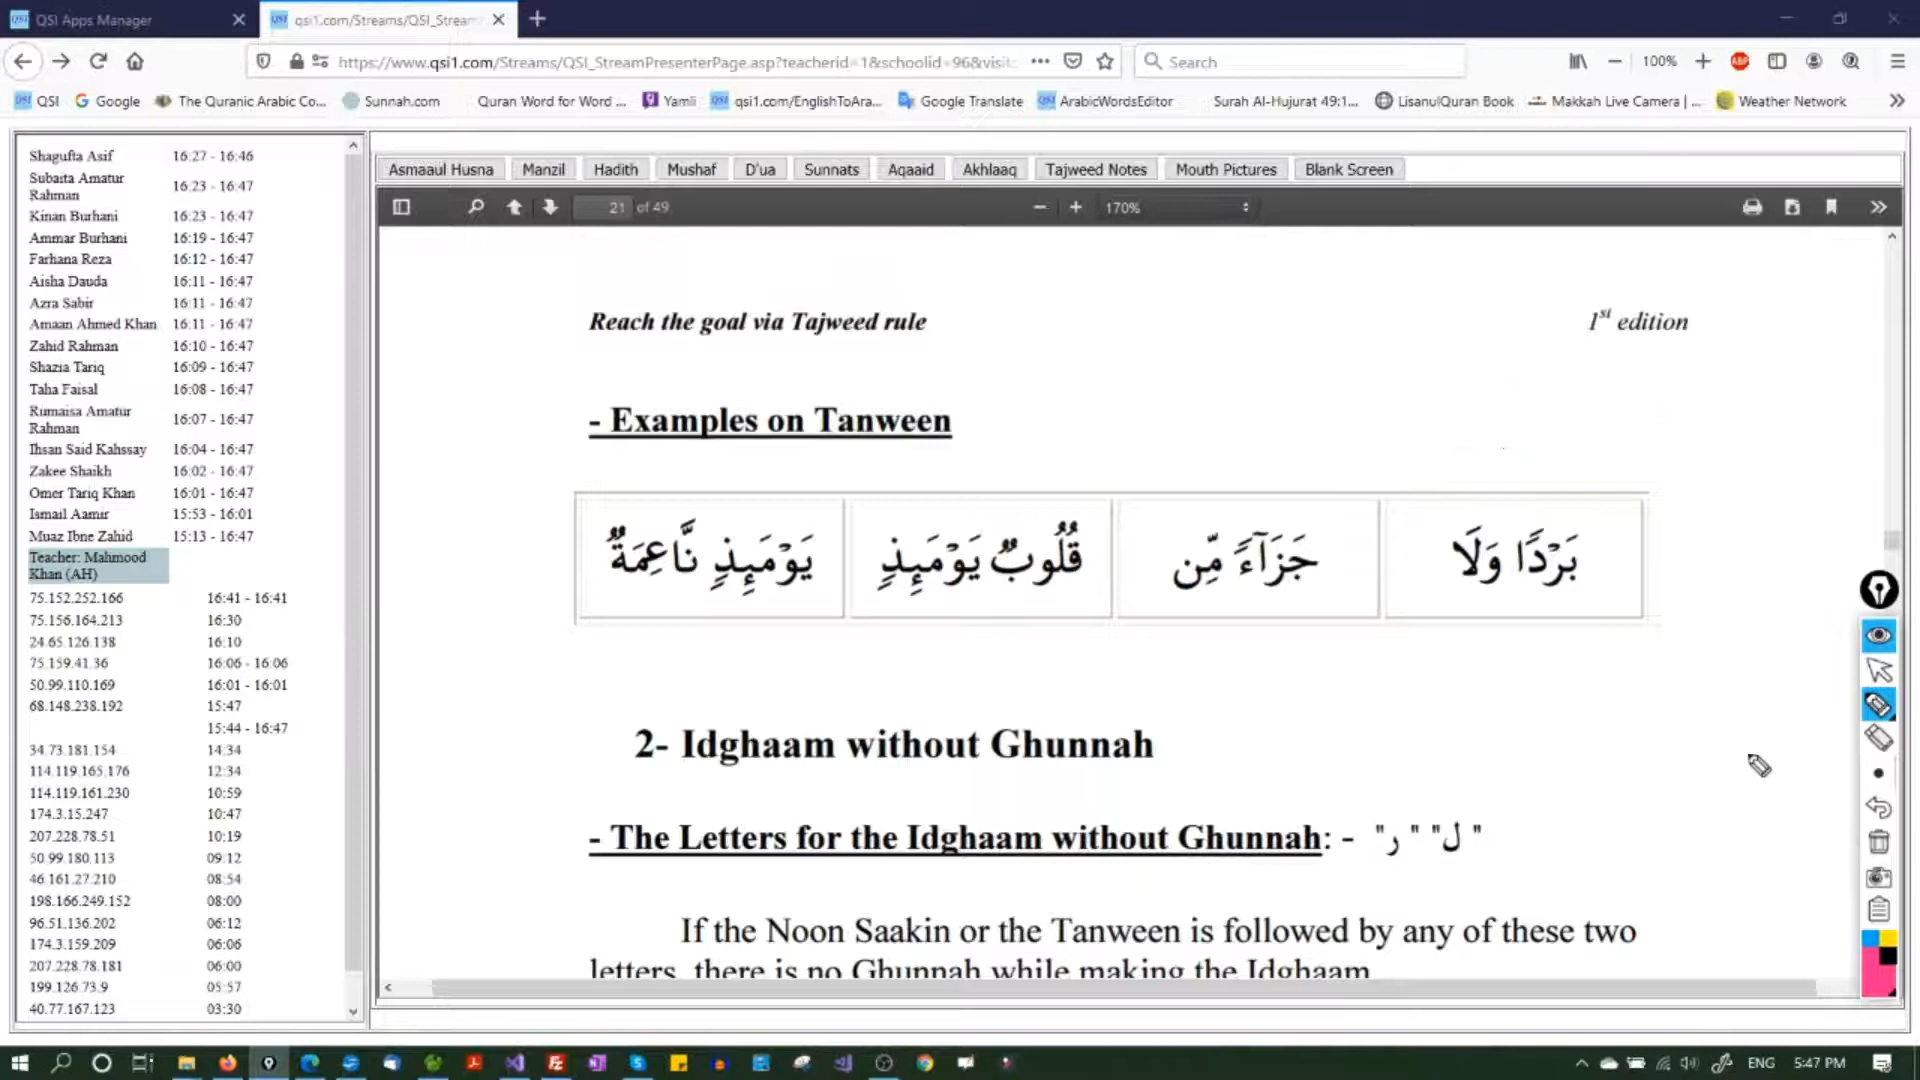 QSI Apps Manager
qsi1.com/Streams/QSI_Stream
https://www.qsi1.com/Streams/QSI_StreamPresenterPage.asp?teacherid=1&schoolid=96&visit
Search
100%
ABP
QSI
Google
The Quranic Arabic Co...
Sunnah.com
Quran Word for Word ...
Yamli
qsi1.com/EnglishToAra...
Google Translate
ArabicWordsEditor
Surah Al-Hujurat 49:1...
LisanulQuran Book
Makkah Live Camera | ...
Weather Network
Shagufta Asif 16:27 - 16:46
Subaita Amatur
Rahman 16:23 - 16:47
Kinan Burhani 16:23 - 16:47
Ammar Burhani 16:19 - 16:47
Farhana Reza 16:12 - 16:47
Aisha Dauda 16:11 - 16:47
Azra Sabir 16:11 - 16:47
Amaan Ahmed Khan 16:11 - 16:47
Zahid Rahman 16:10 - 16:47
Shazia Tariq 16:09 - 16:47
Taha Faisal 16:08 - 16:47
Rumaisa Amatur
Rahman 16:07 - 16:47
Ihsan Said Kahssay 16:04 - 16:47
Zakee Shaikh 16:02 - 16:47
Omer Tariq Khan 16:01 - 16:47
Ismail Aamir 15:53 - 16:01
Muaz Ibne Zahid 15:13 - 16:47
Teacher: Mahmood
Khan (AH)
75.152.252.166 16:41 - 16:41
75.156.164.213 16:30
24.65.126.138 16:10
75.159.41.36 16:06 - 16:06
50.99.110.169 16:01 - 16:01
68.148.238.192 15:47
15:44 - 16:47
34.73.181.154 14:34
114.119.165.176 12:34
114.119.161.230 10:59
174.3.15.247 10:47
207.228.78.51 10:19
50.99.180.113 09:12
46.161.27.210 08:54
198.166.249.152 08:00
96.51.136.202 06:12
174.3.159.209 06:06
207.228.78.181 06:00
199.126.73.9 05:57
40.77.167.123 03:30
Asmaaul Husna Manzil Hadith Mushaf D'ua Sunnats Aqaaid Akhlaaq Tajweed Notes Mouth Pictures Blank Screen
21 of 49
170%
Reach the goal via Tajweed rule 1st edition
- Examples on Tanween
بَرْدًا وَلَا جَزَآءً مِّن قُلُوبٌ يَوْمَئِذٍ يَوْمَئِذٍ نَّاعِمَةٌ
2- Idghaam without Ghunnah
- The Letters for the Idghaam without Ghunnah: - "ر" "ل"
If the Noon Saakin or the Tanween is followed by any of these two
letters, there is no Ghunnah while making the Idghaam
ENG 5:47 PM